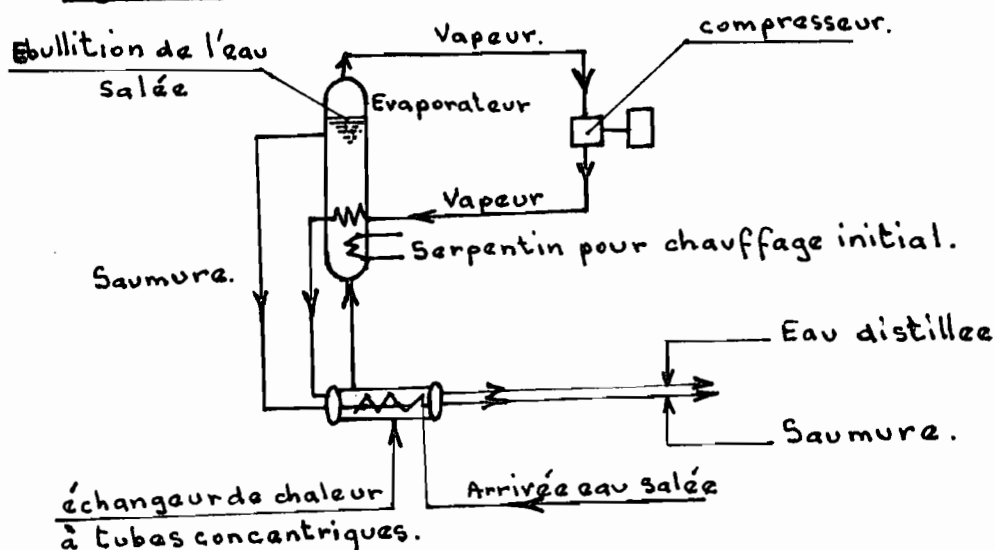 Vapeur.
compresseur.
Ebullition de l'eau
Salée
Evaporateur
Vapeur
Serpentin pour chauffage initial.
Saumure.
Eau distillee
Saumure.
Arrivée eau salée
échangeur de chaleur
à tubes concantriques.